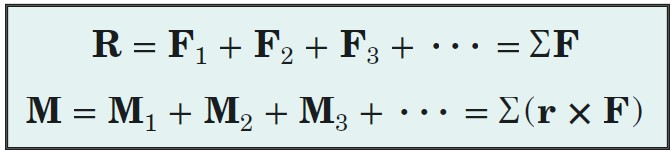 R = F₁ + F₂ + F₃ + ··· = ΣF
M = M₁ + M₂ + M₃ + ··· = Σ(r × F)